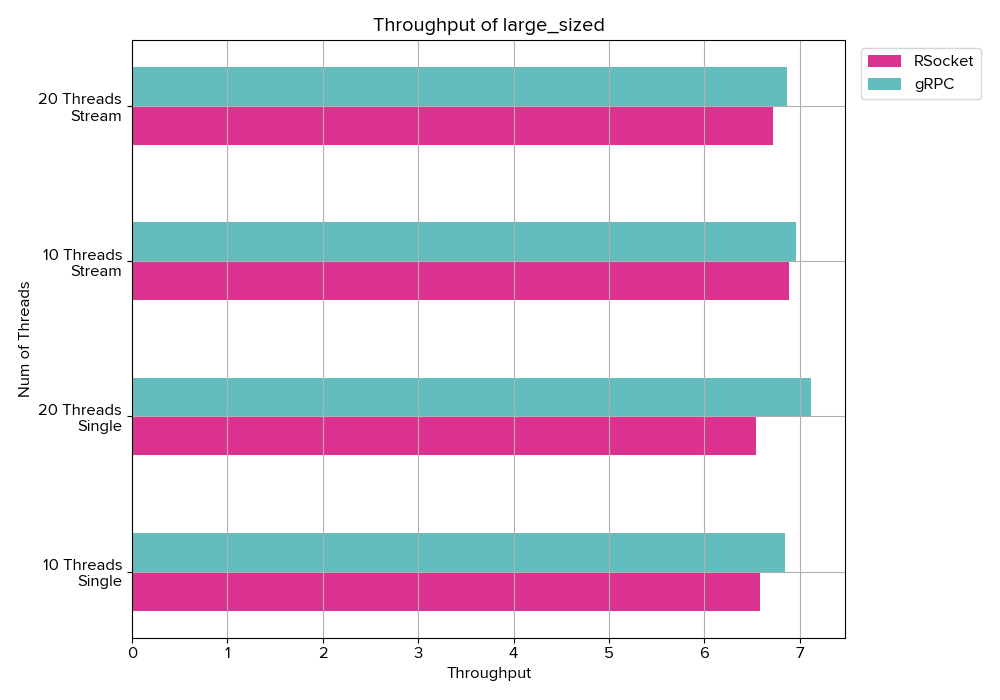 Throughput of large_sized
RSocket
gRPC
20 Threads
Stream
10 Threads
Stream
20 Threads
Single
10 Threads
Single
Num of Threads
0 1 2 3 4 5 6 7
Throughput